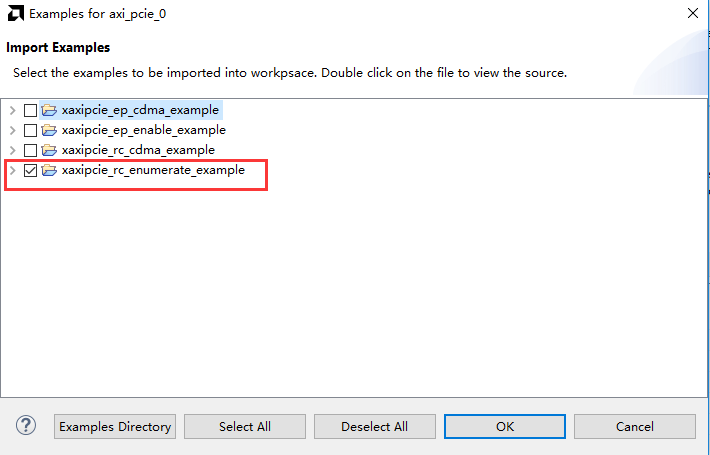 Examples for axi_pcie_0
Import Examples
Select the examples to be imported into workpsace. Double click on the file to view the source.
xaxipcie_ep_cdma_example
xaxipcie_ep_enable_example
xaxipcie_rc_cdma_example
xaxipcie_rc_enumerate_example
? Examples Directory Select All Deselect All OK Cancel